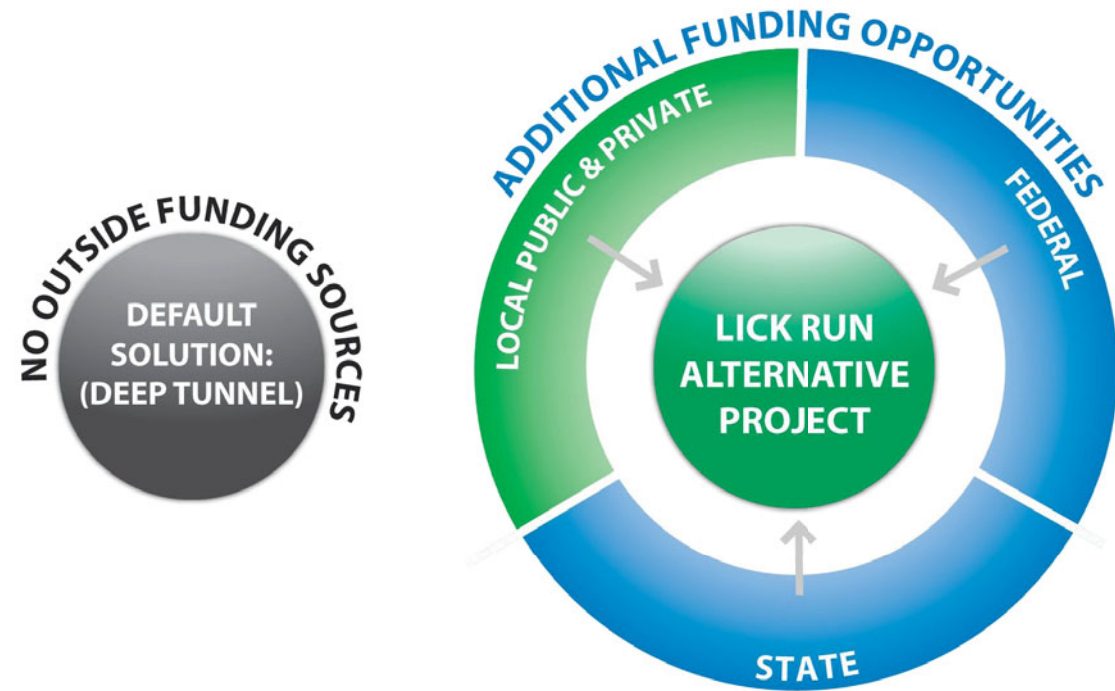 NO OUTSIDE FUNDING SOURCES
DEFAULT
SOLUTION:
(DEEP TUNNEL)
ADDITIONAL FUNDING OPPORTUNITIES
LOCAL PUBLIC & PRIVATE
FEDERAL
LICK RUN
ALTERNATIVE
PROJECT
STATE